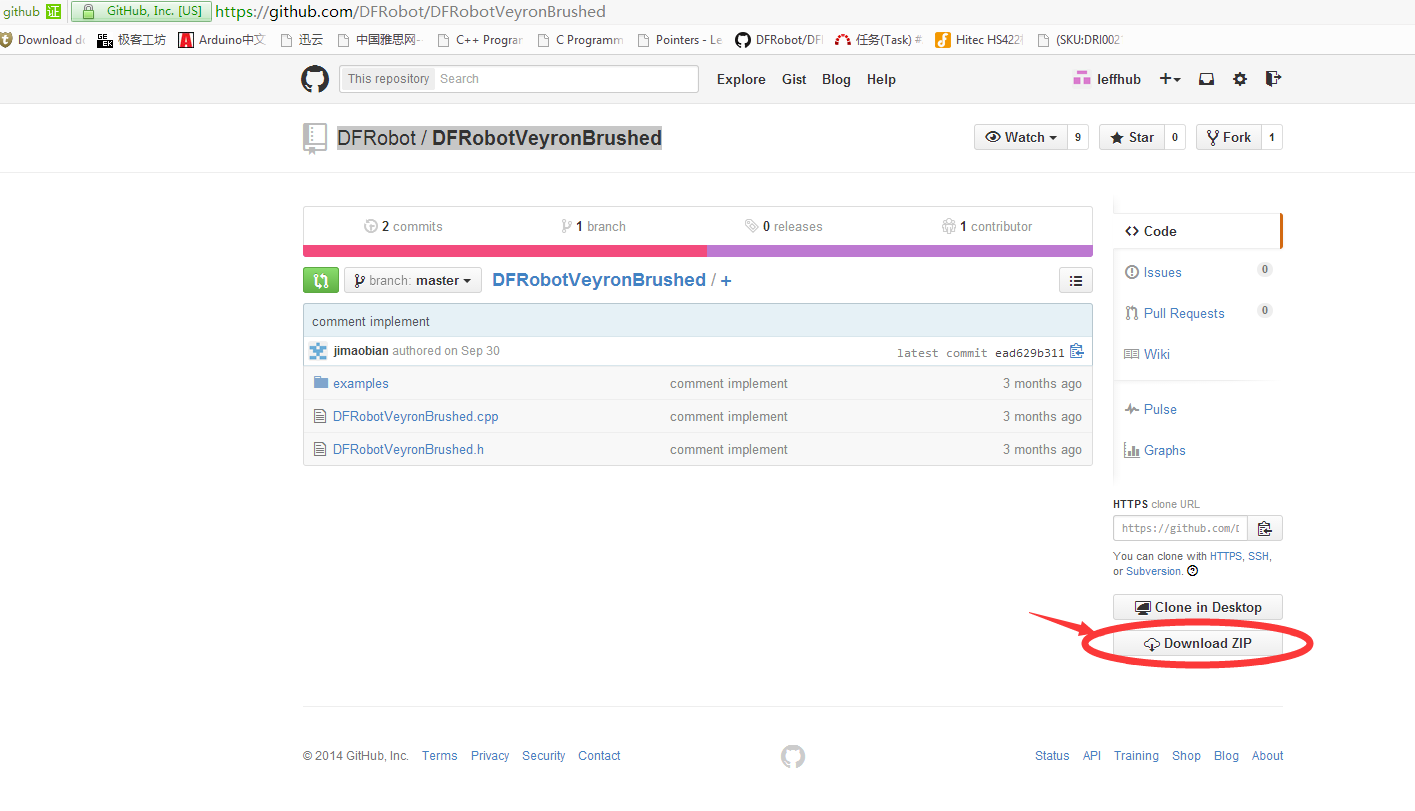 github 证 GitHub, Inc. [US] https://github.com/DFRobot/DFRobotVeyronBrushed
Download do 极客工坊 Arduino中文 迅云 中国雅思网- C++ Prograr C Programm Pointers - Le DFRobot/DFI 任务(Task) # Hitec HS422 (SKU:DRI002
This repository Search Explore Gist Blog Help leffhub
DFRobot / DFRobotVeyronBrushed Watch 9 Star 0 Fork 1
2 commits 1 branch 0 releases 1 contributor
branch: master DFRobotVeyronBrushed / +
comment implement
jimaobian authored on Sep 30 latest commit ead629b311
examples comment implement 3 months ago
DFRobotVeyronBrushed.cpp comment implement 3 months ago
DFRobotVeyronBrushed.h comment implement 3 months ago
Code
Issues 0
Pull Requests 0
Wiki
Pulse
Graphs
HTTPS clone URL
https://github.com/D
You can clone with HTTPS, SSH,
or Subversion.
Clone in Desktop
Download ZIP
© 2014 GitHub, Inc. Terms Privacy Security Contact Status API Training Shop Blog About